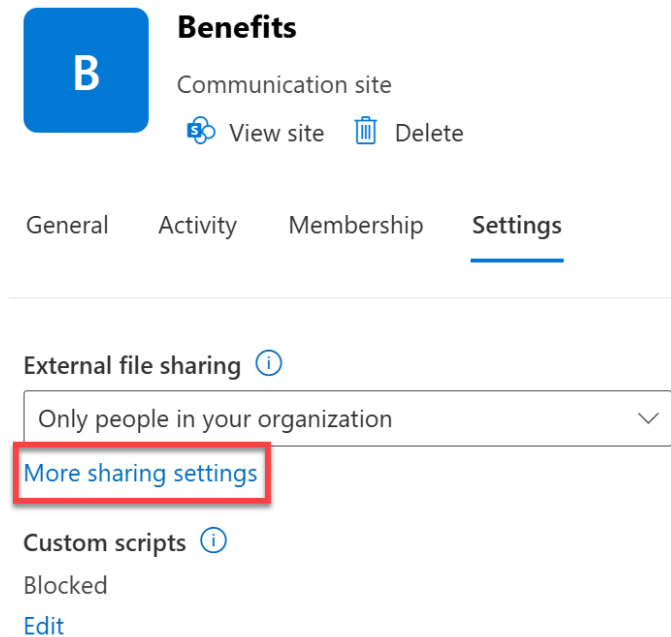 B
Benefits
Communication site
View site Delete
General Activity Membership Settings
External file sharing
Only people in your organization
More sharing settings
Custom scripts
Blocked
Edit